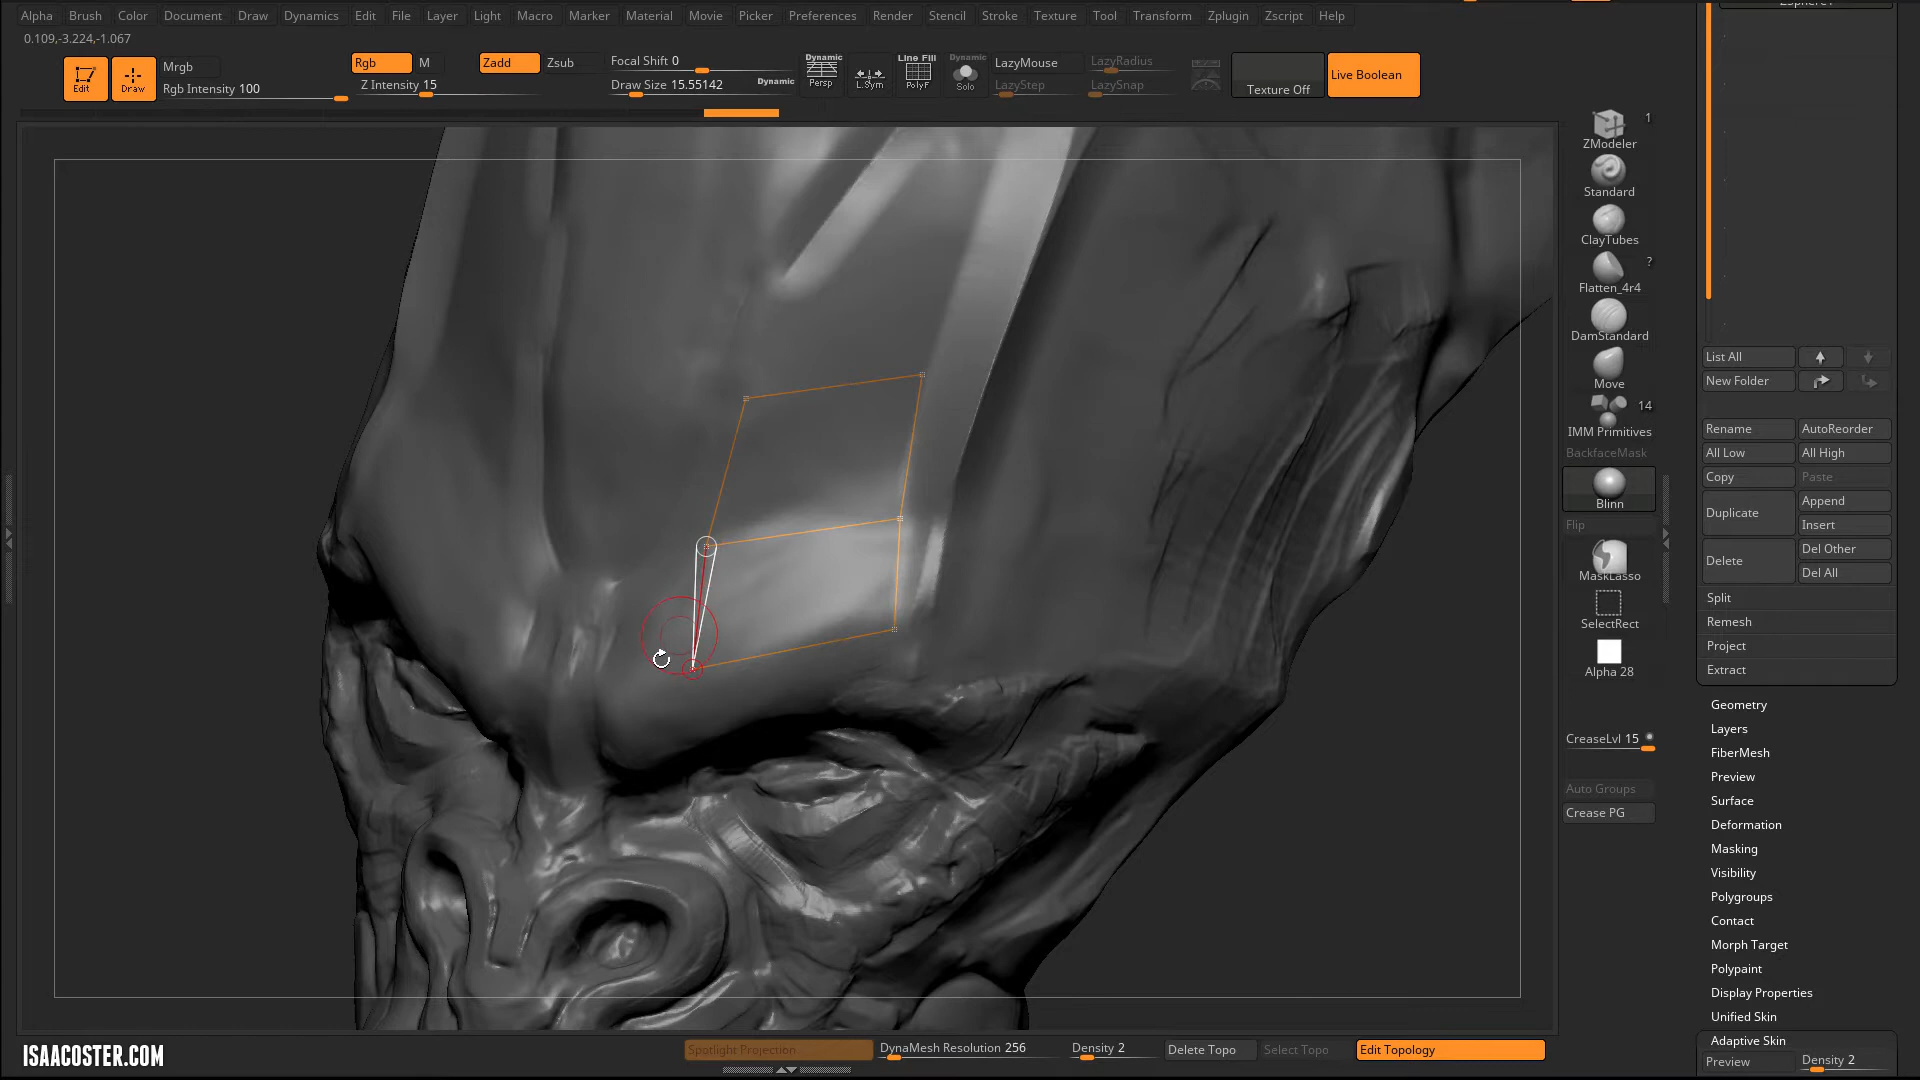 Alpha Brush Color Document Draw Dynamics Edit File Layer Light Macro Marker Material Movie Picker Preferences Render Stencil Stroke Texture Tool Transform Zplugin Zscript Help
0.109,-3.224,-1.067
Edit
Draw
Mrgb
Rgb Intensity 100
Rgb
M
Z Intensity 15
Zadd
Zsub
Focal Shift 0
Draw Size 15.55142
Dynamic
Dynamic
Persp
L.Sym
Line Fill
PolyF
Dynamic
Solo
LazyMouse
LazyRadius
LazyStep
LazySnap
Texture Off
Live Boolean
1
ZModeler
Standard
ClayTubes
?
Flatten_4r4
DamStandard
Move
14
IMM Primitives
BackfaceMask
Blinn
Flip
MaskLasso
SelectRect
Alpha 28
CreaseLvl 15
Auto Groups
Crease PG
List All
New Folder
Rename
AutoReorder
All Low
All High
Copy
Paste
Duplicate
Append
Insert
Delete
Del Other
Del All
Split
Remesh
Project
Extract
Geometry
Layers
FiberMesh
Preview
Surface
Deformation
Masking
Visibility
Polygroups
Contact
Morph Target
Polypaint
Display Properties
Unified Skin
Adaptive Skin
Preview
Density 2
ISAACOSTER.COM
Spotlight Projection
DynaMesh Resolution 256
Density 2
Delete Topo
Select Topo
Edit Topology